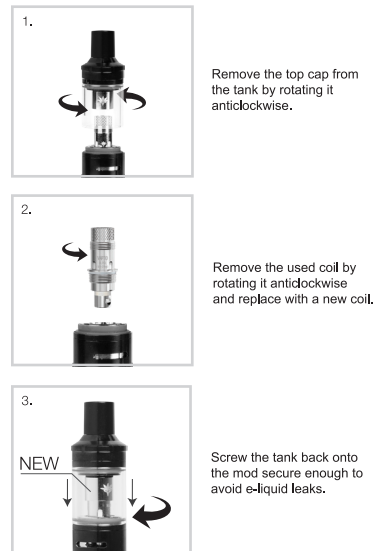 1.
Remove the top cap from
the tank by rotating it
anticlockwise.
2.
Remove the used coil by
rotating it anticlockwise
and replace with a new coil.
3.
NEW
Screw the tank back onto
the mod secure enough to
avoid e-liquid leaks.